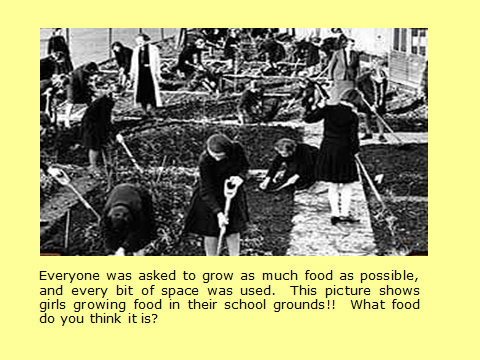 Everyone was asked to grow as much food as possible,
and every bit of space was used.  This picture shows
girls growing food in their school grounds!!  What food
do you think it is?